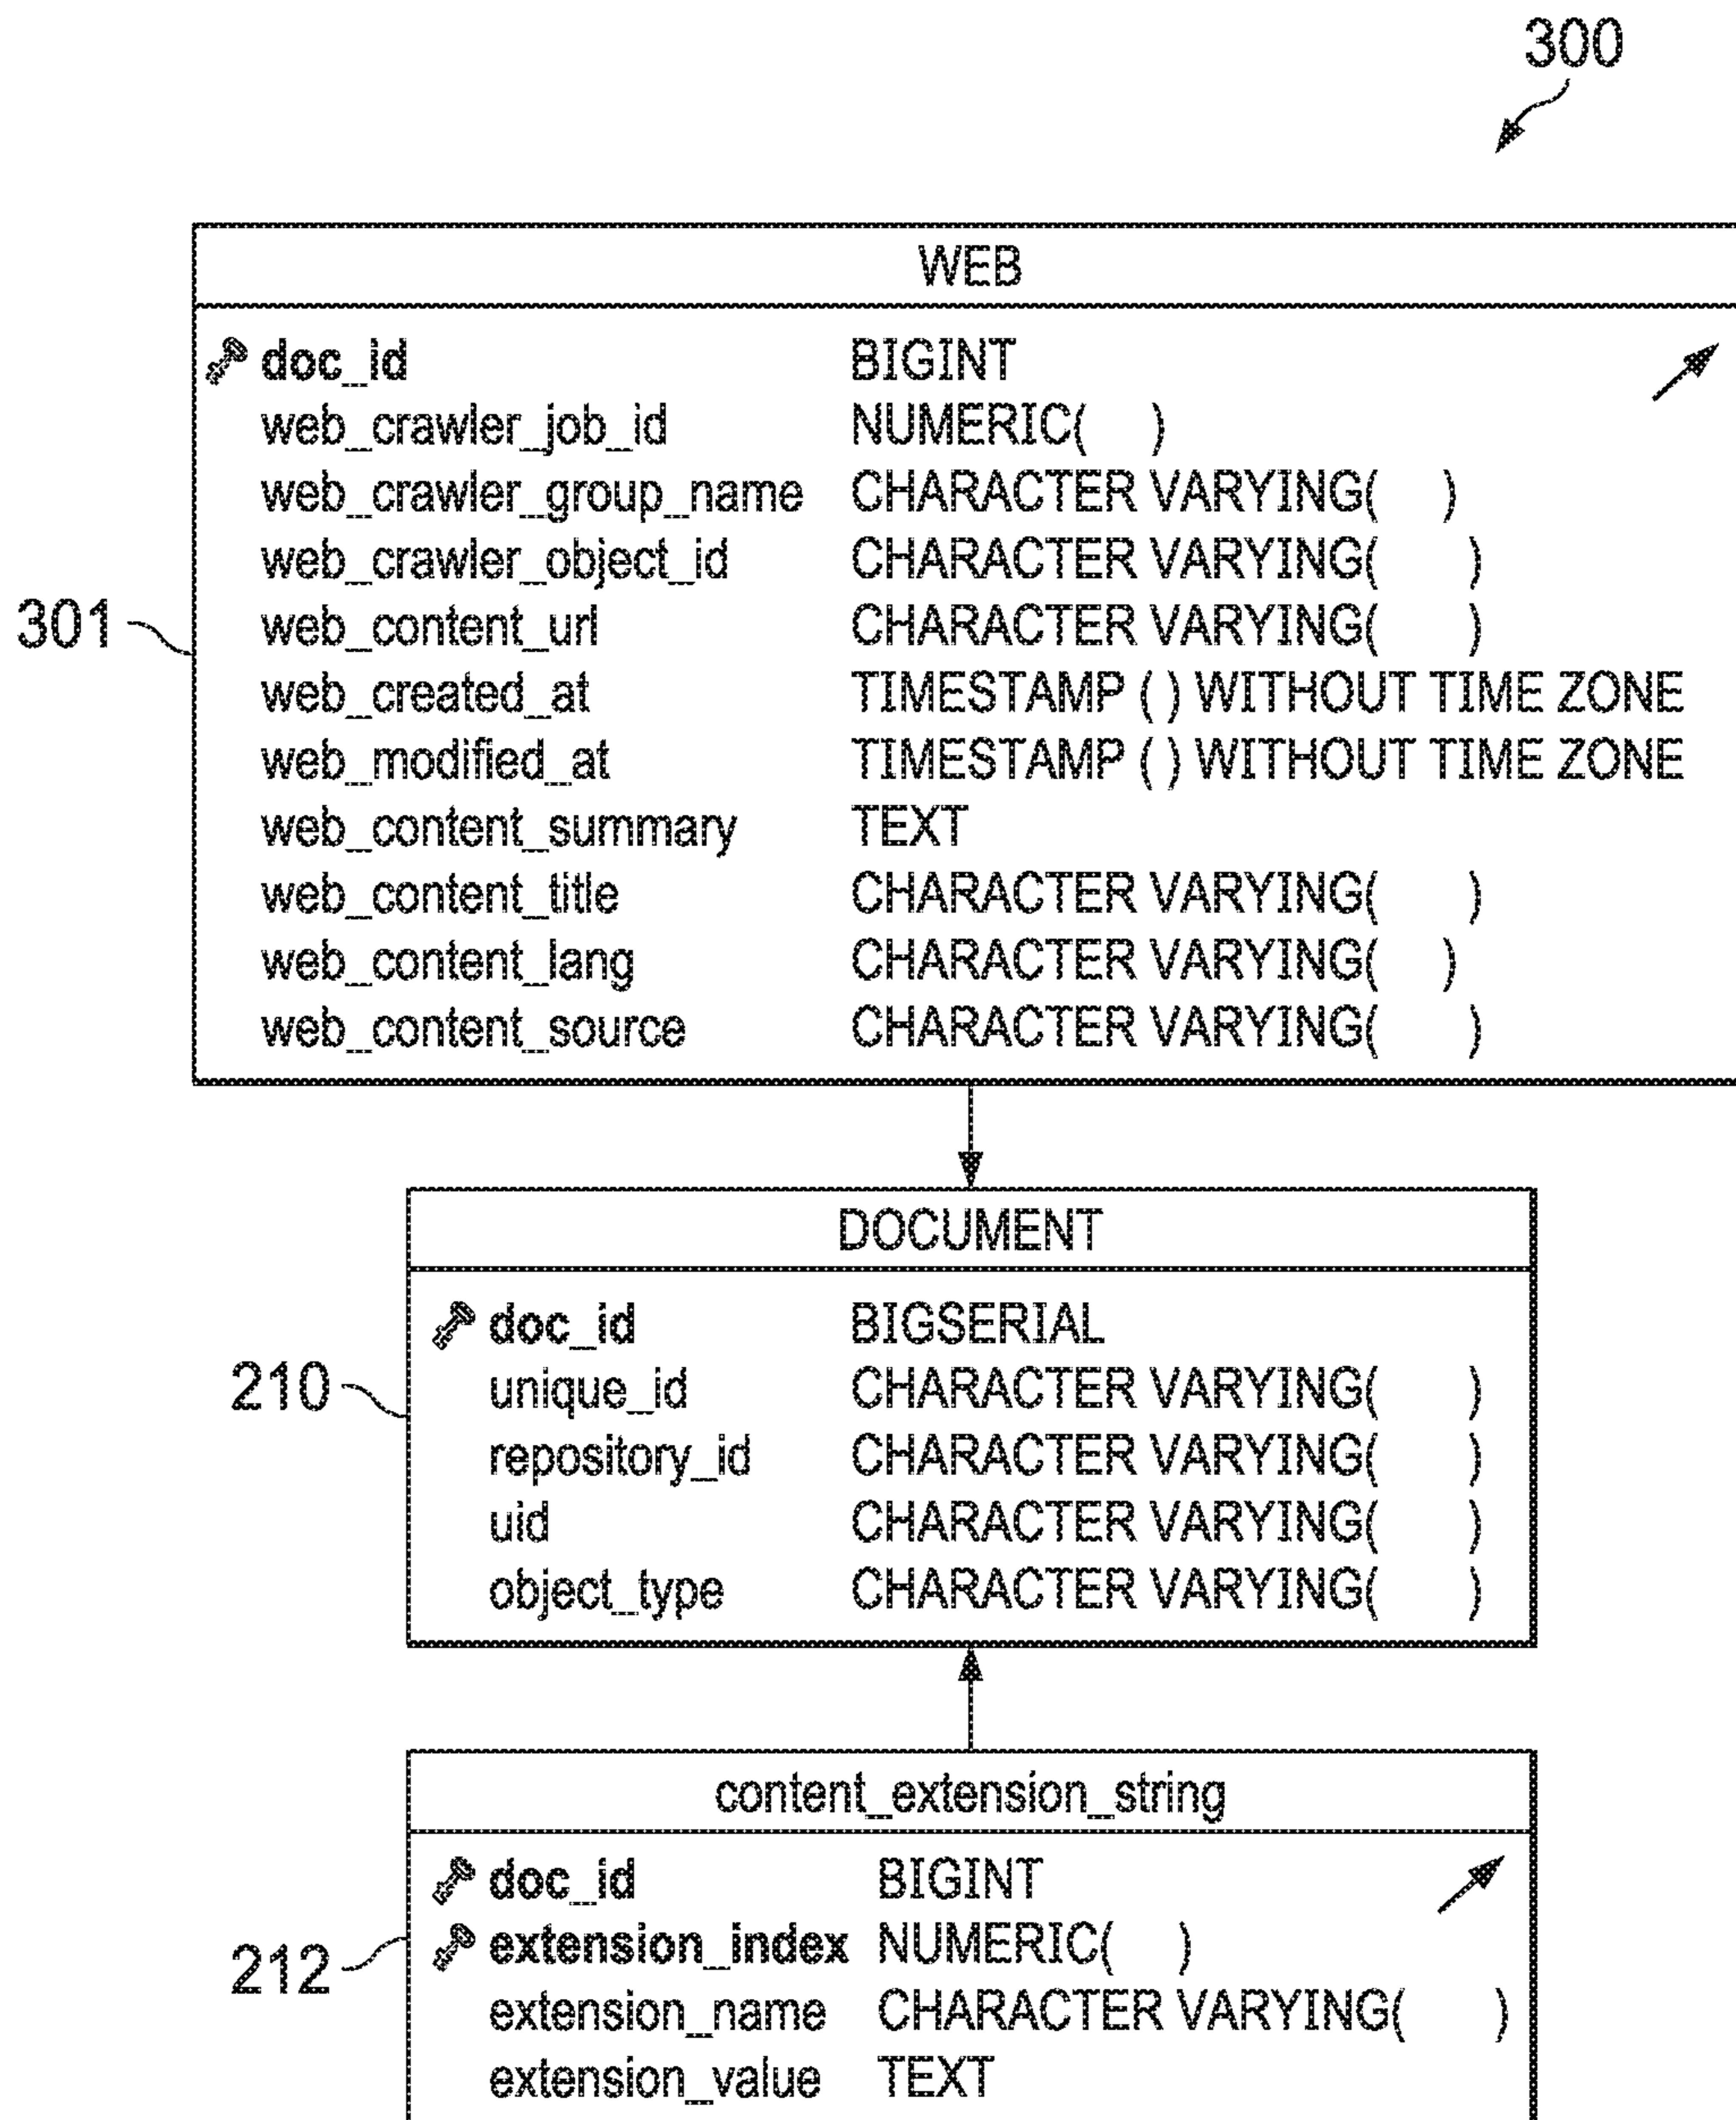 300
WEB
doc_id BIGINT
web_crawler_job_id NUMERIC( )
web_crawler_group_name CHARACTER VARYING( )
web_crawler_object_id CHARACTER VARYING( )
301
web_content_url CHARACTER VARYING( )
web_created_at TIMESTAMP ( ) WITHOUT TIME ZONE
web_modified_at TIMESTAMP ( ) WITHOUT TIME ZONE
web_content_summary TEXT
web_content_title CHARACTER VARYING( )
web_content_lang CHARACTER VARYING( )
web_content_source CHARACTER VARYING( )
DOCUMENT
doc_id BIGSERIAL
210
unique_id CHARACTER VARYING( )
repository_id CHARACTER VARYING( )
uid CHARACTER VARYING( )
object_type CHARACTER VARYING( )
content_extension_string
doc_id BIGINT
212
extension_index NUMERIC( )
extension_name CHARACTER VARYING( )
extension_value TEXT